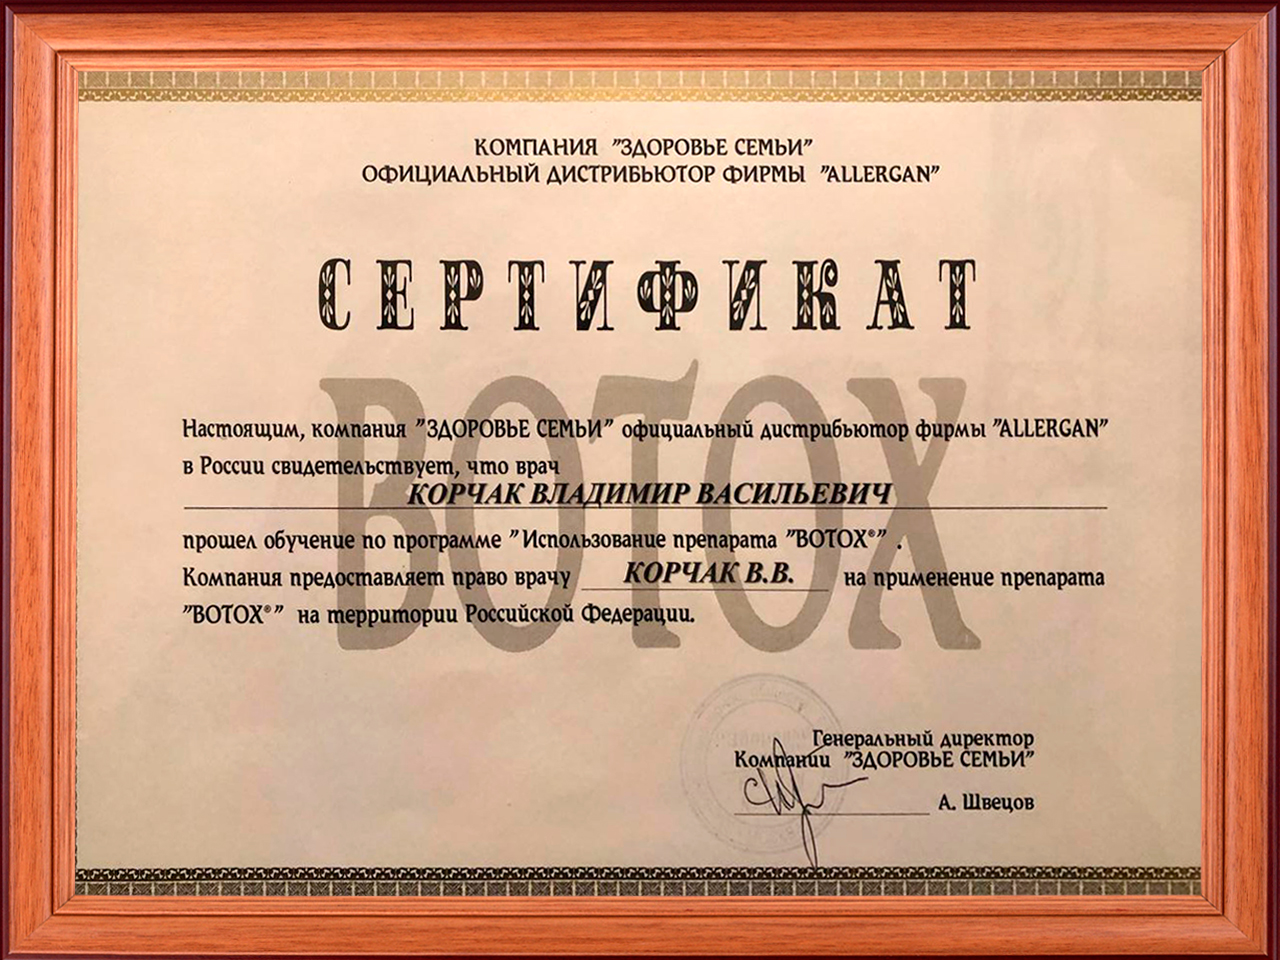 КОМПАНИЯ "ЗДОРОВЬЕ СЕМЬИ"
ОФИЦИАЛЬНЫЙ ДИСТРИБЬЮТОР ФИРМЫ "ALLERGAN"
СЕРТИФИКАТ
BOTOX
Настоящим, компания "ЗДОРОВЬЕ СЕМЬИ" официальный дистрибьютор фирмы "ALLERGAN"
в России свидетельствует, что врач
КОРЧАК ВЛАДИМИР ВАСИЛЬЕВИЧ
прошел обучение по программе "Использование препарата "BOTOX®" .
Компания предоставляет право врачу КОРЧАК В.В. на применение препарата
"BOTOX®" на территории Российской Федерации.
Генеральный директор
Компании "ЗДОРОВЬЕ СЕМЬИ"
А. Швецов